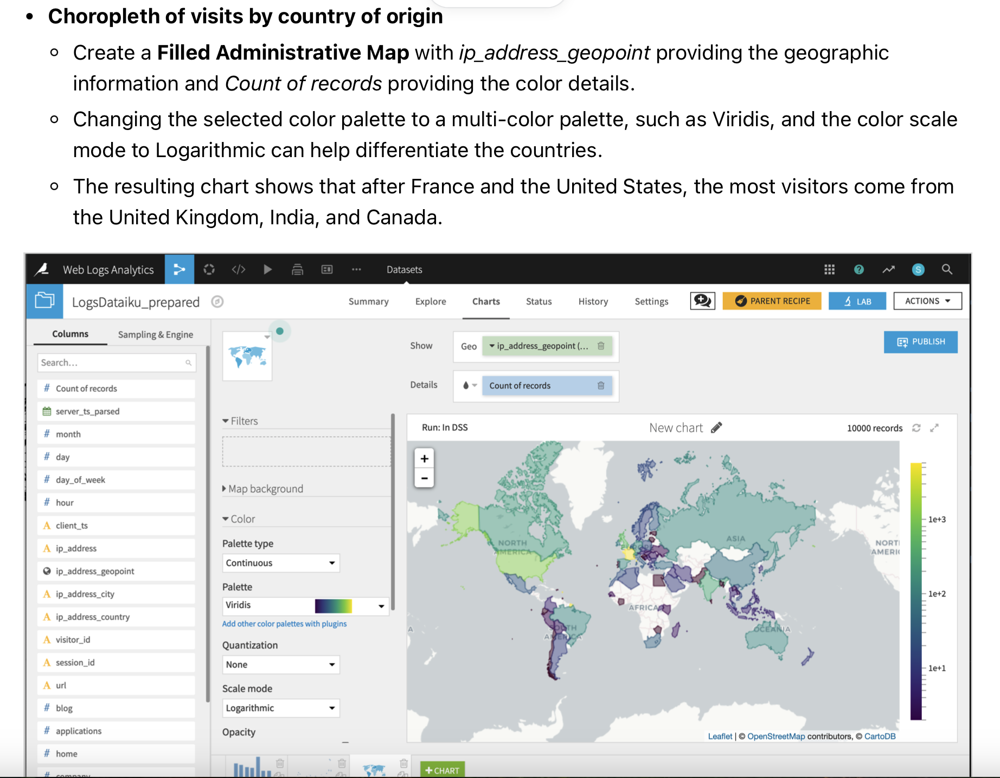 Choropleth of visits by country of origin
Create a Filled Administrative Map with ip_address_geopoint providing the geographic
information and Count of records providing the color details.
Changing the selected color palette to a multi-color palette, such as Viridis, and the color scale
mode to Logarithmic can help differentiate the countries.
The resulting chart shows that after France and the United States, the most visitors come from
the United Kingdom, India, and Canada.
Web Logs Analytics
Datasets
S
LogsDataiku_prepared
Summary
Explore
Charts
Status
History
Settings
PARENT RECIPE
LAB
ACTIONS
Columns
Sampling & Engine
Search...
# Count of records
server_ts_parsed
# month
# day
# day_of_week
# hour
A client_ts
A ip_address
ip_address_geopoint
A ip_address_city
A ip_address_country
A visitor_id
A session_id
A url
# blog
# applications
# home
# company
Show
Geo
ip_address_geopoint (...
Details
Count of records
PUBLISH
Filters
Map background
Color
Palette type
Continuous
Palette
Viridis
Add other color palettes with plugins
Quantization
None
Scale mode
Logarithmic
Opacity
Run: In DSS
New chart
10000 records
+
−
NORTH
AMERICA
EUROPE
ASIA
AFRICA
SOUTH
AMERICA
OCEANIA
A
NORT
AMERIC
1e+3
1e+2
1e+1
Leaflet | © OpenStreetMap contributors, © CartoDB
+ CHART